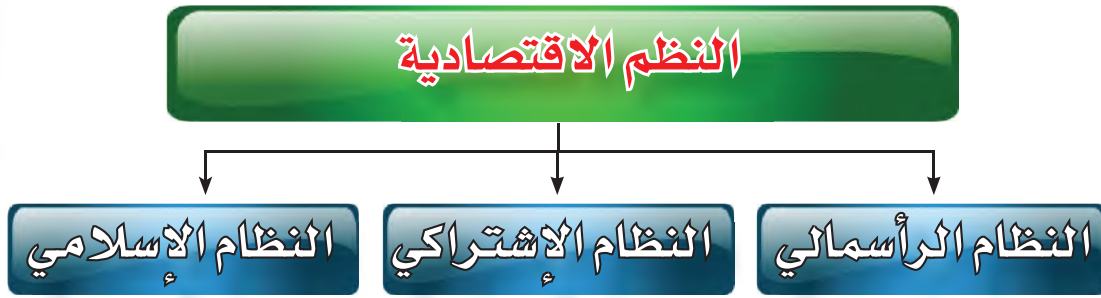 النظم الاقتصادية
النظام الرأسمالي
النظام الإشتراكي
النظام الإسلامي